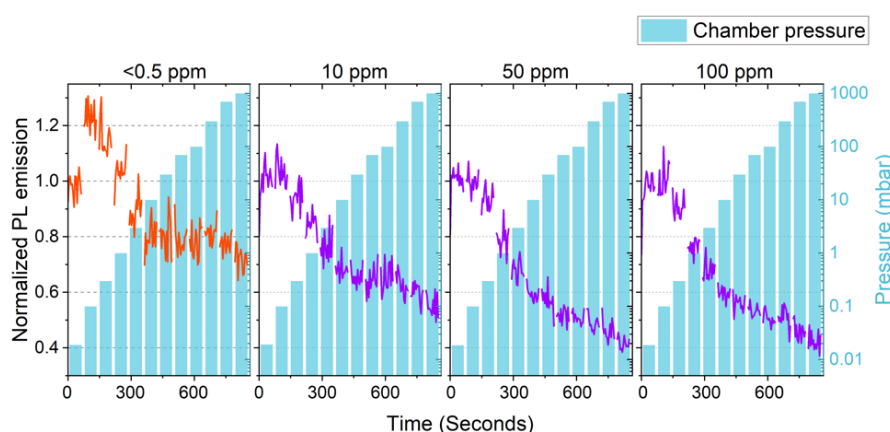 Chamber pressure
<0.5 ppm
10 ppm
50 ppm
100 ppm
Normalized PL emission
1.2
1.0
0.8
0.6
0.4
1000
100
10
1
0.1
0.01
Pressure (mbar)
0 300 600
0 300 600
0 300 600
0 300 600
Time (Seconds)